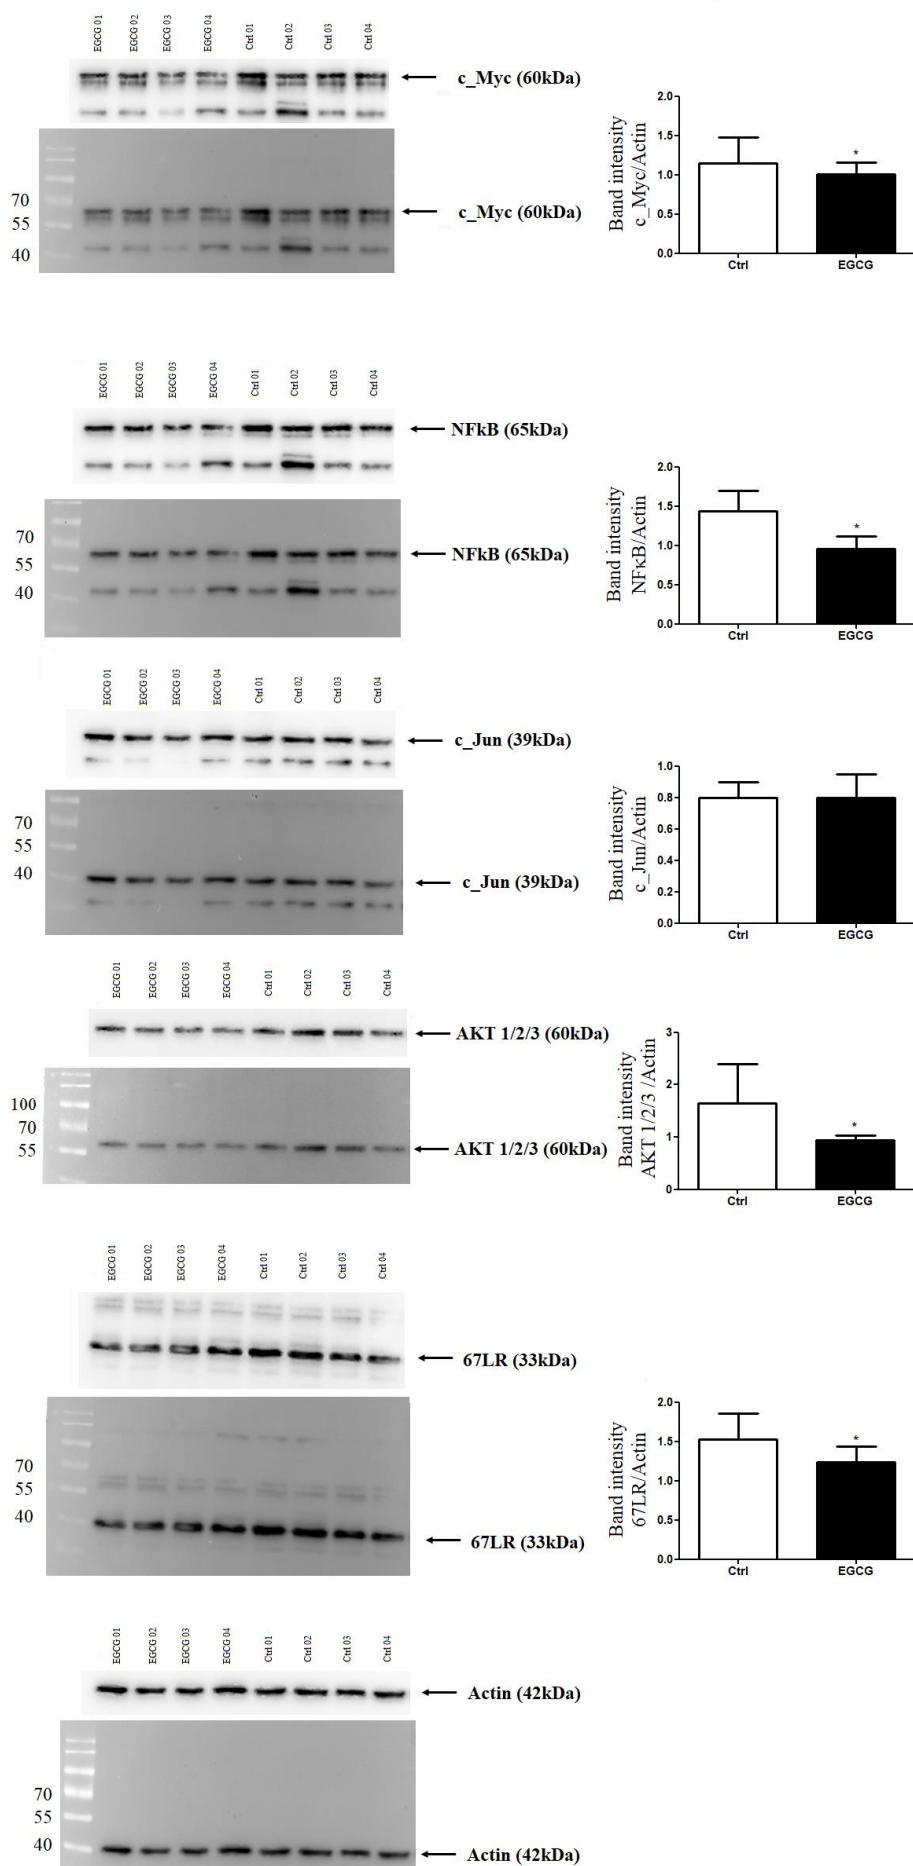 EGCG 01 EGCG 02 EGCG 03 EGCG 04 Ctrl 01 Ctrl 02 Ctrl 03 Ctrl 04
c_Myc (60kDa)
70
55
40
c_Myc (60kDa)
Band intensity
c_Myc/Actin
2.0
1.5
1.0
0.5
0.0
*
Ctrl EGCG
EGCG 01 EGCG 02 EGCG 03 EGCG 04 Ctrl 01 Ctrl 02 Ctrl 03 Ctrl 04
NFkB (65kDa)
70
55
40
NFkB (65kDa)
Band intensity
NFκB/Actin
2.0
1.5
1.0
0.5
0.0
*
Ctrl EGCG
EGCG 01 EGCG 02 EGCG 03 EGCG 04 Ctrl 01 Ctrl 02 Ctrl 03 Ctrl 04
c_Jun (39kDa)
70
55
40
c_Jun (39kDa)
Band intensity
c_Jun/Actin
1.0
0.8
0.6
0.4
0.2
0.0
Ctrl EGCG
EGCG 01 EGCG 02 EGCG 03 EGCG 04 Ctrl 01 Ctrl 02 Ctrl 03 Ctrl 04
AKT 1/2/3 (60kDa)
100
70
55
AKT 1/2/3 (60kDa)
Band intensity
AKT 1/2/3 /Actin
3
2
1
0
*
Ctrl EGCG
EGCG 01 EGCG 02 EGCG 03 EGCG 04 Ctrl 01 Ctrl 02 Ctrl 03 Ctrl 04
67LR (33kDa)
70
55
40
67LR (33kDa)
Band intensity
67LR/Actin
2.0
1.5
1.0
0.5
0.0
*
Ctrl EGCG
EGCG 01 EGCG 02 EGCG 03 EGCG 04 Ctrl 01 Ctrl 02 Ctrl 03 Ctrl 04
Actin (42kDa)
70
55
40
Actin (42kDa)